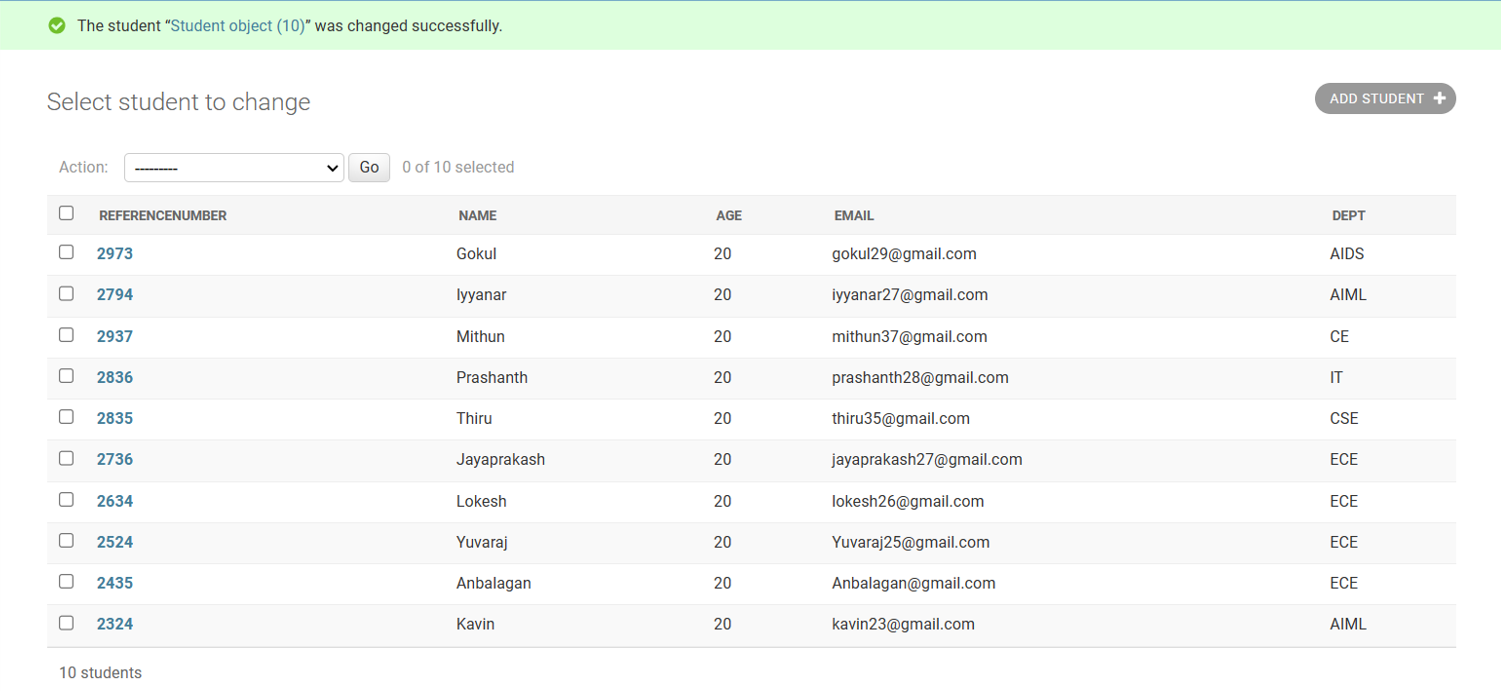 The student “Student object (10)” was changed successfully.
Select student to change
ADD STUDENT +
Action: --------- Go 0 of 10 selected
REFERENCENUMBER NAME AGE EMAIL DEPT
2973 Gokul 20 gokul29@gmail.com AIDS
2794 Iyyanar 20 iyyanar27@gmail.com AIML
2937 Mithun 20 mithun37@gmail.com CE
2836 Prashanth 20 prashanth28@gmail.com IT
2835 Thiru 20 thiru35@gmail.com CSE
2736 Jayaprakash 20 jayaprakash27@gmail.com ECE
2634 Lokesh 20 lokesh26@gmail.com ECE
2524 Yuvaraj 20 Yuvaraj25@gmail.com ECE
2435 Anbalagan 20 Anbalagan@gmail.com ECE
2324 Kavin 20 kavin23@gmail.com AIML
10 students